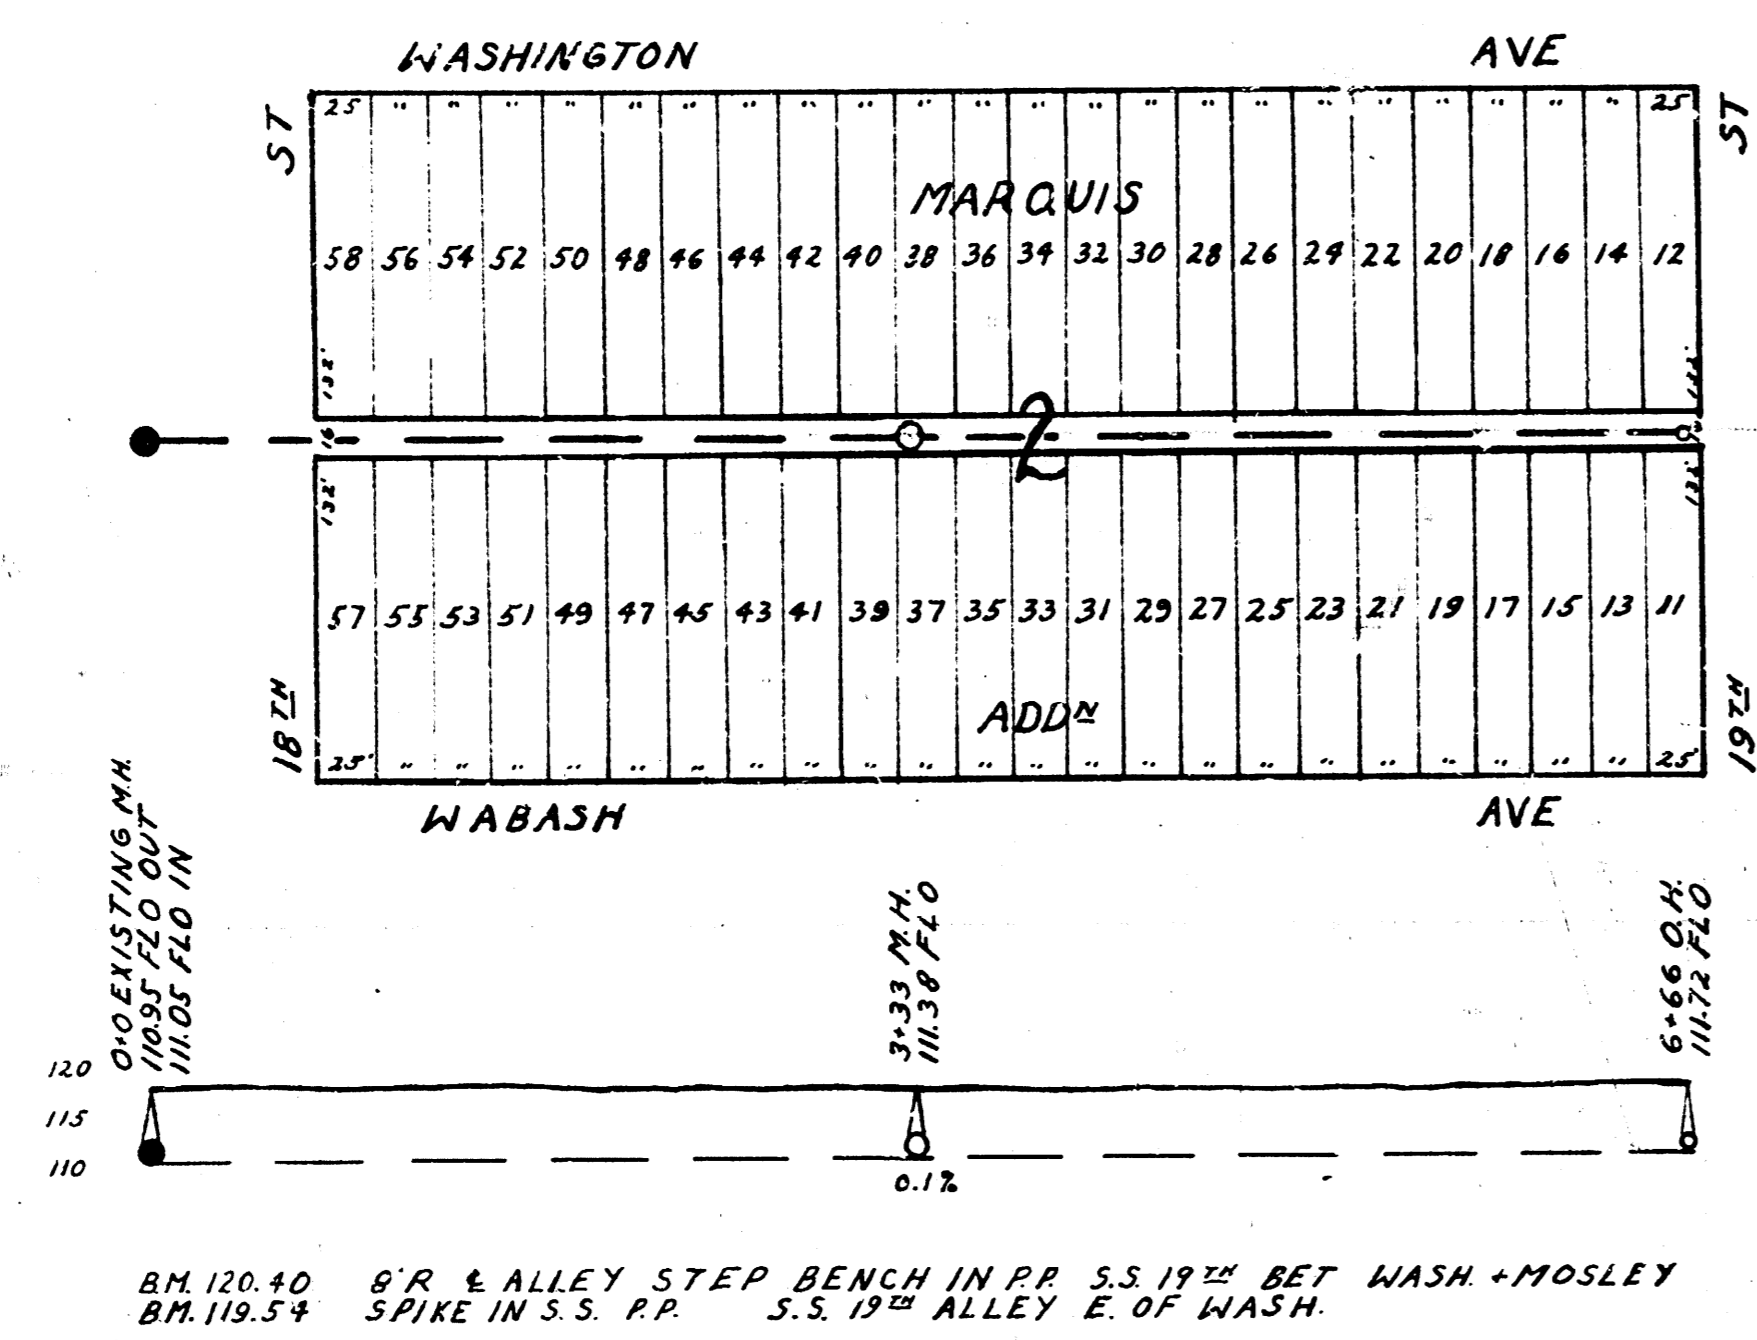 WASHINGTON AVE
ST ST
25 " " " " " " " " " " " " " " " " " " " " " " 25
MARQUIS
58 56 54 52 50 48 46 44 42 40 38 36 34 32 30 28 26 24 22 20 18 16 14 12
132' 132'
16 2
132' 132'
57 55 53 51 49 47 45 43 41 39 37 35 33 31 29 27 25 23 21 19 17 15 13 11
18TH ADDN 19TH
25' " " " " " " " " " " " " " " " " " " " " " " 25
WABASH AVE
0+0 EXISTING M.H.
110.95 FLO OUT
111.05 FLO IN
3+33 M.H.
111.38 FLO
6+66 O.H.
111.72 FLO
120
115
110
0.1%
B.M. 120.40 8'R ℄ ALLEY STEP BENCH IN P.P. S.S. 19TH BET WASH. + MOSLEY
B.M. 119.54 SPIKE IN S.S. P.P. S.S. 19TH ALLEY E. OF WASH.